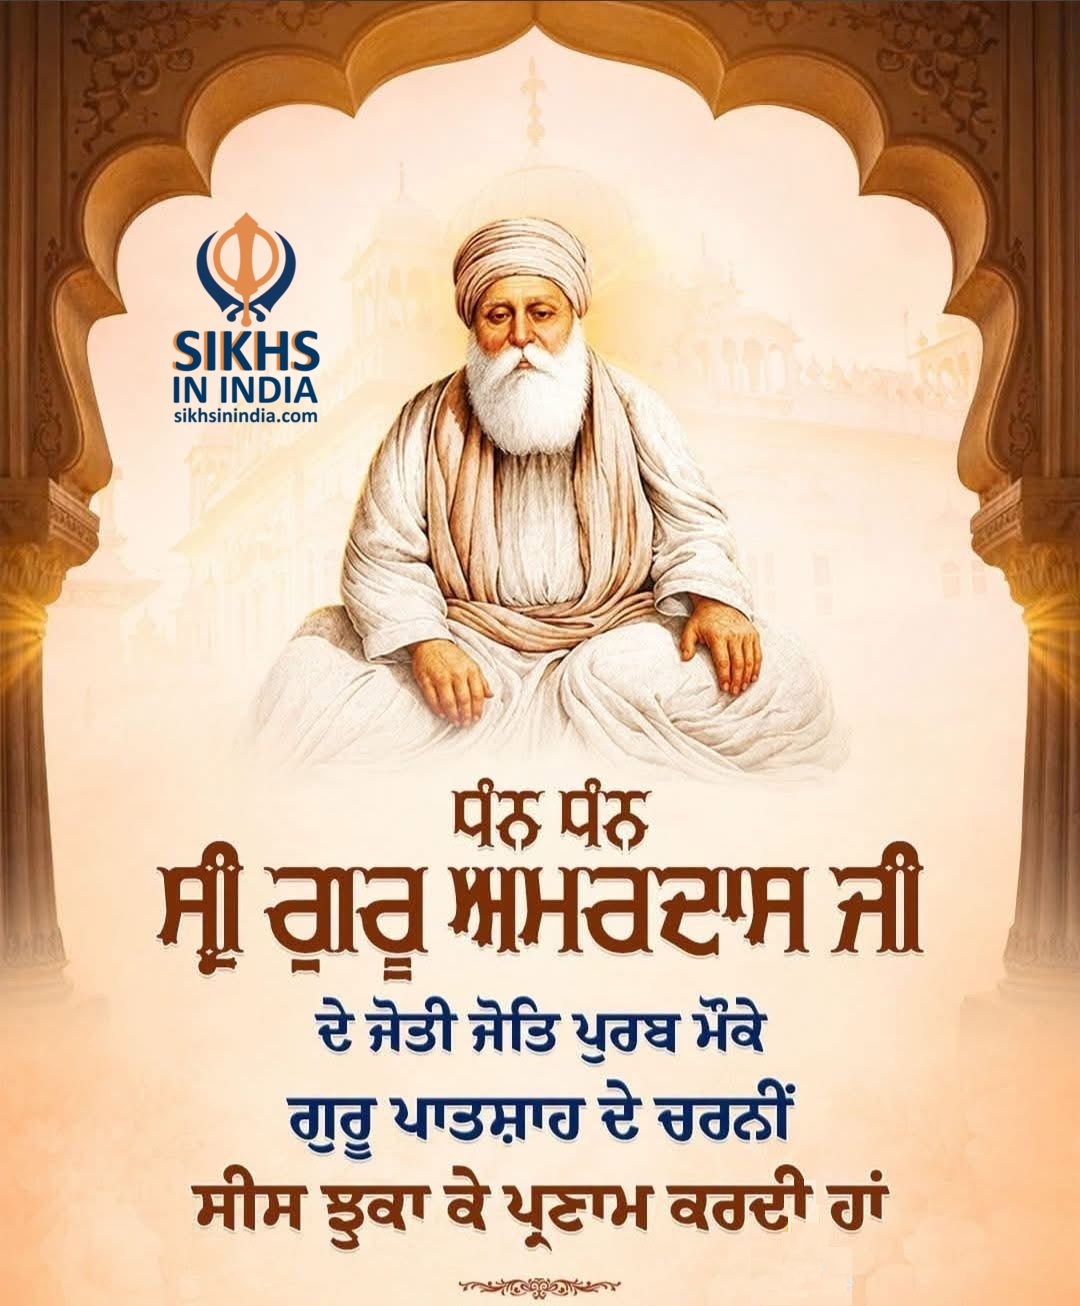 SIKHS
IN INDIA
sikhsinindia.com
ਧੰਨ ਧੰਨ
ਸ੍ਰੀ ਗੁਰੂ ਅਮਰਦਾਸ ਜੀ
ਦੇ ਜੋਤੀ ਜੋਤਿ ਪੁਰਬ ਮੌਕੇ
ਗੁਰੂ ਪਾਤਸ਼ਾਹ ਦੇ ਚਰਨੀਂ
ਸੀਸ ਝੁਕਾ ਕੇ ਪ੍ਰਣਾਮ ਕਰਦੀ ਹਾਂ